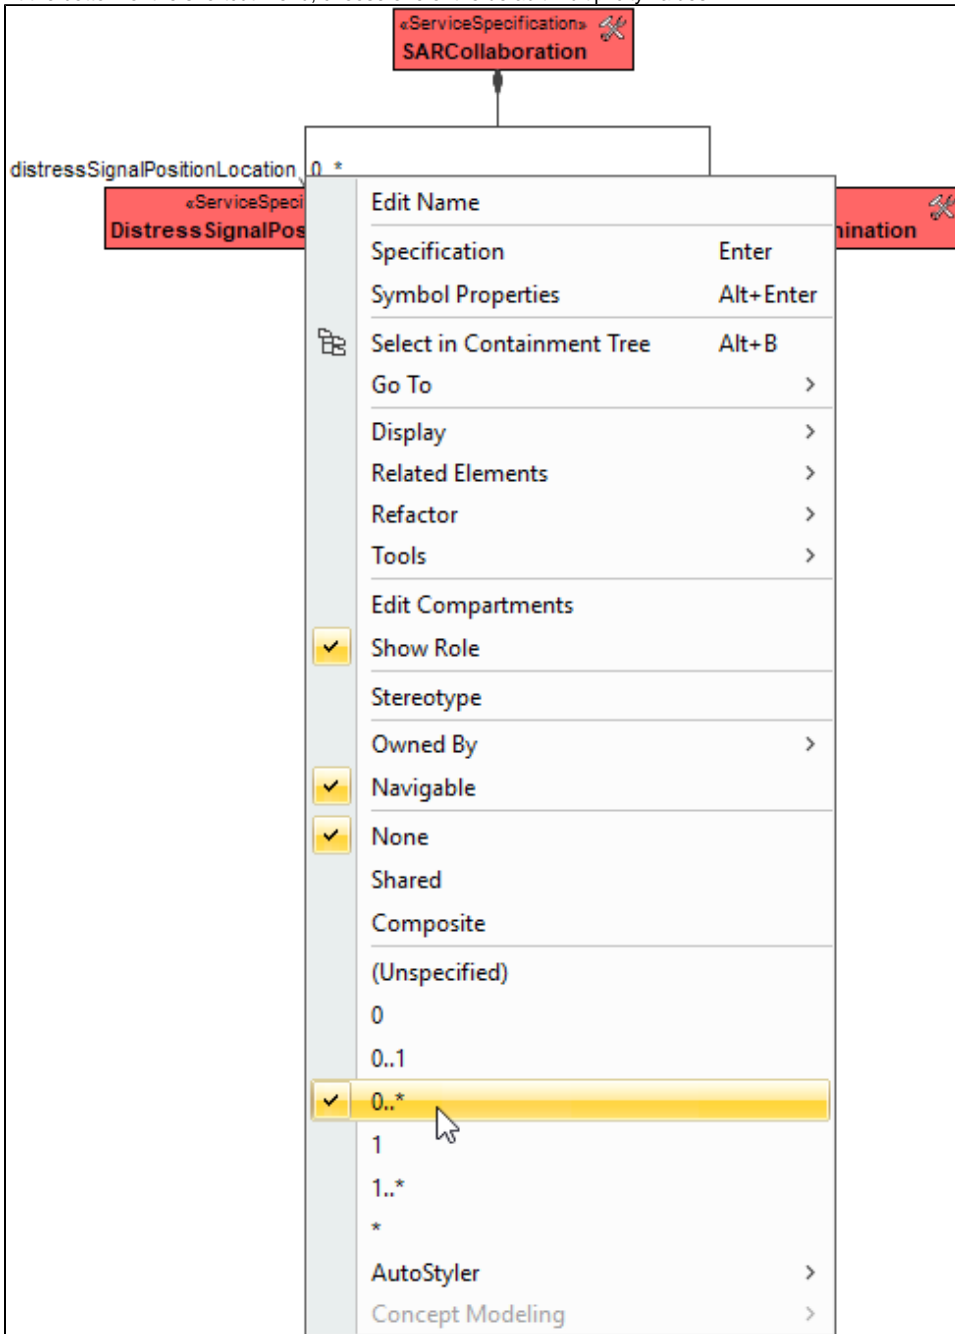 «ServiceSpecification»
SARCollaboration
distressSignalPositionLocation 0..*
«ServiceSpeci
DistressSignalPos
hination
Edit Name
Specification Enter
Symbol Properties Alt+Enter
Select in Containment Tree Alt+B
Go To
Display
Related Elements
Refactor
Tools
Edit Compartments
Show Role
Stereotype
Owned By
Navigable
None
Shared
Composite
(Unspecified)
0
0..1
0..*
1
1..*
*
AutoStyler
Concept Modeling